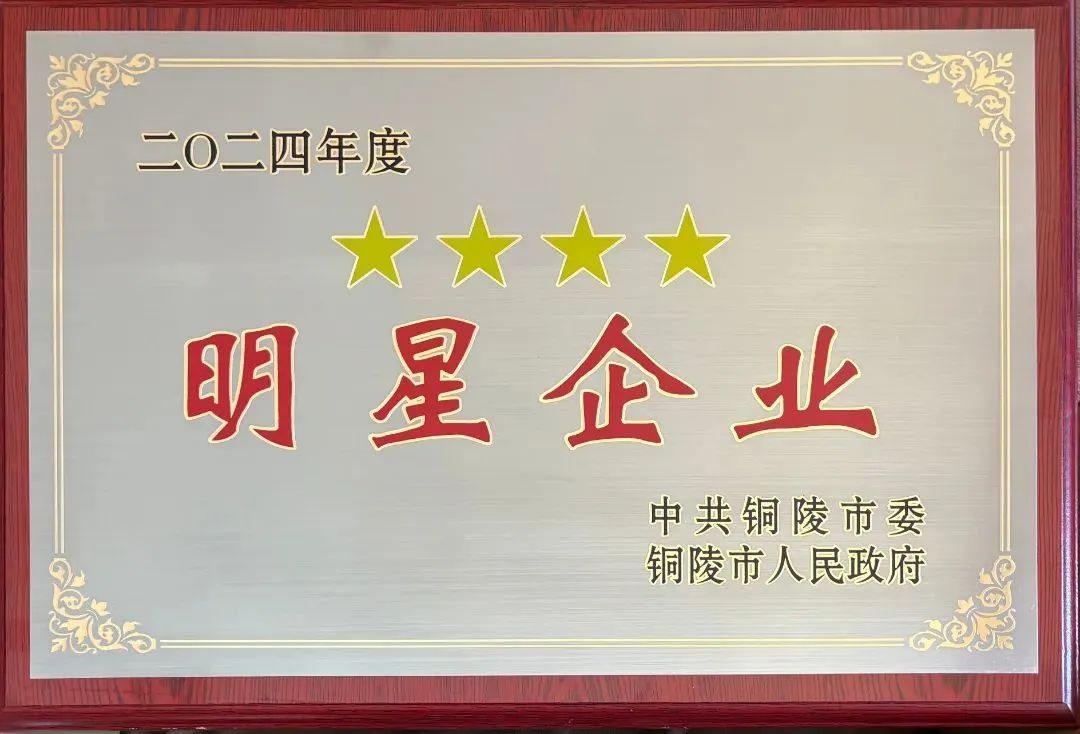 二〇二四年度
★★★★
明星企业
中共铜陵市委
铜陵市人民政府